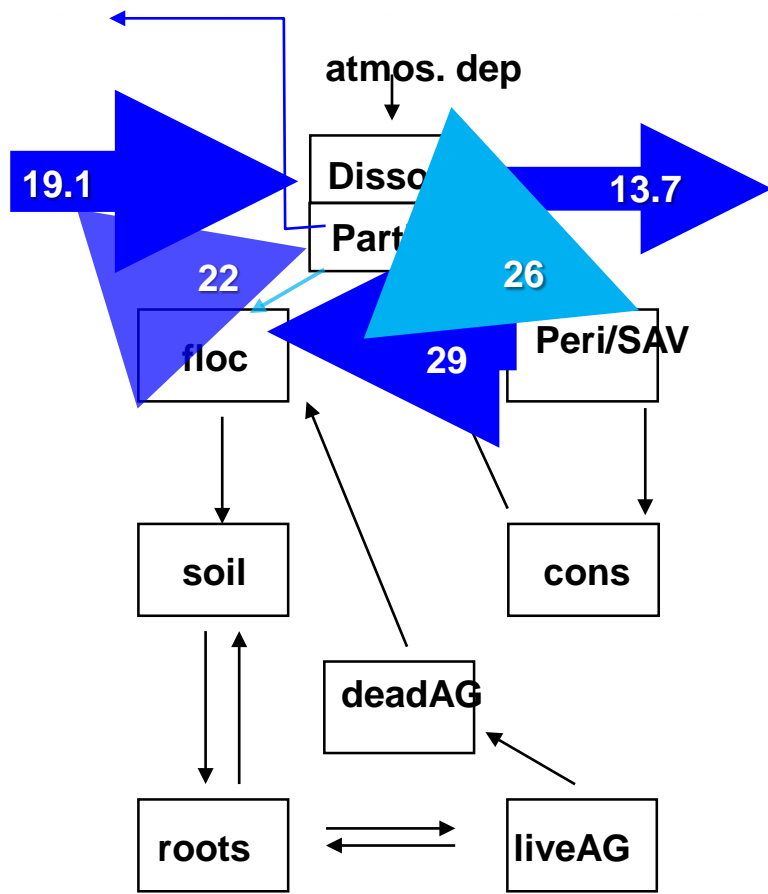 atmos. dep
Disso
19.1
13.7
Part
22
26
floc
29
Peri/SAV
soil
cons
deadAG
roots
liveAG